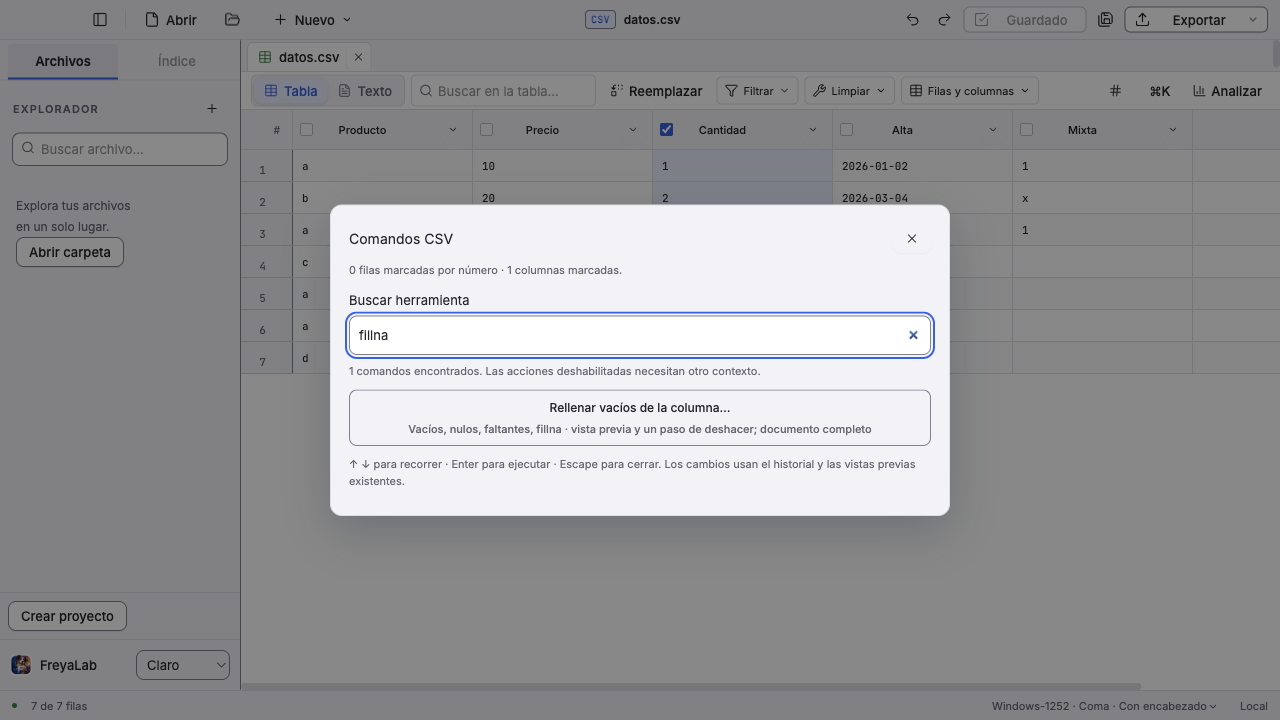 Abrir
Nuevo
CSV datos.csv
Guardado
Exportar
Archivos
Índice
datos.csv
EXPLORADOR
Tabla
Texto
Buscar en la tabla...
Reemplazar
Filtrar
Limpiar
Filas y columnas
#
⌘K
Analizar
Buscar archivo...
Explora tus archivos
en un solo lugar.
Abrir carpeta
# Producto Precio Cantidad Alta Mixta
1 a 10 1 2026-01-02 1
2 b 20 2 2026-03-04 x
3 a 1
4 c
5 a
6 a
7 d
Comandos CSV
0 filas marcadas por número · 1 columnas marcadas.
Buscar herramienta
fillna
1 comandos encontrados. Las acciones deshabilitadas necesitan otro contexto.
Rellenar vacíos de la columna...
Vacíos, nulos, faltantes, fillna · vista previa y un paso de deshacer; documento completo
↑ ↓ para recorrer · Enter para ejecutar · Escape para cerrar. Los cambios usan el historial y las vistas previas
existentes.
Crear proyecto
FreyaLab
Claro
7 de 7 filas
Windows-1252 · Coma · Con encabezado
Local